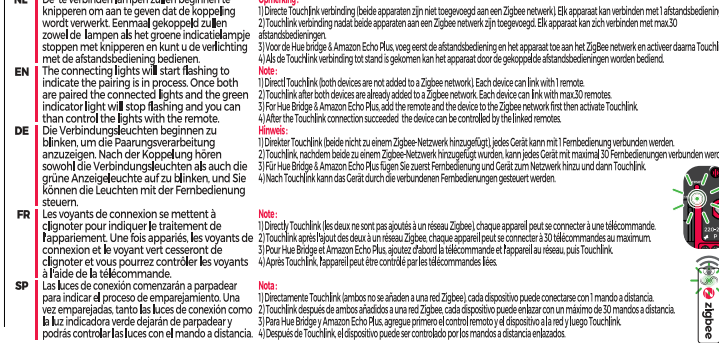 NL De te verbinden lampen zullen beginnen te
knipperen om aan te geven dat de koppeling
wordt verwerkt. Eenmaal gekoppeld zullen
zowel de lampen als het groene indicatielampje
stoppen met knipperen en kunt u de verlichting
met de afstandsbediening bedienen.
Opmerking:
1) Directe Touchlink verbinding (beide apparaten zijn niet toegevoegd aan een Zigbee netwerk). Elk apparaat kan verbinden met 1 afstandsbedienin
2) Touchlink verbinding nadat beide apparaten aan een Zigbee netwerk zijn toegevoegd. Elk apparaat kan zich verbinden met max.30
afstandsbedieningen.
3) Voor de Hue bridge & Amazon Echo Plus, voeg eerst de afstandsbediening en het apparaat toe aan het ZigBee netwerk en activeer daarna Touchl
4) Als de Touchlink verbinding tot stand is gekomen kan het apparaat door de gekoppelde afstandsbedieningen worden bediend.
EN The connecting lights will start flashing to
indicate the pairing is in process. Once both
are paired the connected lights and the green
indicator light will stop flashing and you can
than control the lights with the remote.
Note:
1) Directl Touchlink (both devices are not added to a Zigbee network). Each device can link with 1 remote.
2) Touchlink after both devices are already added to a Zigbee network. Each device can link with max.30 remotes.
3) For Hue Bridge & Amazon Echo Plus, add the remote and the device to the Zigbee network first then activate Touchlink.
4) After the Touchlink connection succeeded the device can be controlled by the linked remotes.
DE Die Verbindungsleuchten beginnen zu
blinken, um die Paarungsverarbeitung
anzuzeigen. Nach der Koppelung hören
sowohl die Verbindungsleuchten als auch die
grüne Anzeigeleuchte auf zu blinken, und Sie
können die Leuchten mit der Fernbedienung
steuern.
Hinweis:
1) Direkter Touchlink (beide nicht zu einem Zigbee-Netzwerk hinzugefügt), jedes Gerät kann mit 1 Fernbedienung verbunden werden.
2) Touchlink, nachdem beide zu einem Zigbee-Netzwerk hinzugefügt wurden, kann jedes Gerät mit maximal 30 Fernbedienungen verbunden werd
3) Für Hue Bridge & Amazon Echo Plus fügen Sie zuerst Fernbedienung und Gerät zum Netzwerk hinzu und dann Touchlink.
4) Nach Touchlink kann das Gerät durch die verbundenen Fernbedienungen gesteuert werden.
FR Les voyants de connexion se mettent à
clignoter pour indiquer le traitement de
l'appariement. Une fois appariés, les voyants de
connexion et le voyant vert cesseront de
clignoter et vous pourrez contrôler les voyants
à l'aide de la télécommande.
Note:
1) Directly Touchlink (les deux ne sont pas ajoutés à un réseau Zigbee), chaque appareil peut se connecter à une télécommande.
2) Touchlink après l'ajout des deux à un réseau Zigbee, chaque appareil peut se connecter à 30 télécommandes au maximum.
3) Pour Hue Bridge et Amazon Echo Plus, ajoutez d'abord la télécommande et l'appareil au réseau, puis Touchlink.
4) Après Touchlink, l'appareil peut être contrôlé par les télécommandes liées.
SP Las luces de conexión comenzarán a parpadear
para indicar el proceso de emparejamiento. Una
vez emparejadas, tanto las luces de conexión como
la luz indicadora verde dejarán de parpadear y
podrás controlar las luces con el mando a distancia.
Nota:
1) Directamente Touchlink (ambos no se añaden a una red Zigbee), cada dispositivo puede conectarse con 1 mando a distancia.
2) Touchlink después de ambos añadidos a una red Zigbee, cada dispositivo puede enlazar con un máximo de 30 mandos a distancia.
3) Para Hue Bridge y Amazon Echo Plus, agregue primero el control remoto y el dispositivo a la red y luego Touchlink.
4) Después de Touchlink, el dispositivo puede ser controlado por los mandos a distancia enlazados.
220-2
P
zigbee